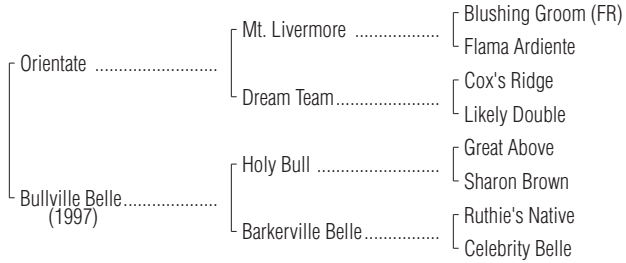 Blushing Groom (FR)
Mt. Livermore ..................
Flama Ardiente
Orientate ..........................
Cox's Ridge
Dream Team......................
Likely Double
Great Above
Holy Bull ..........................
Sharon Brown
Bullville Belle....................
(1997)
Ruthie's Native
Barkerville Belle................
Celebrity Belle